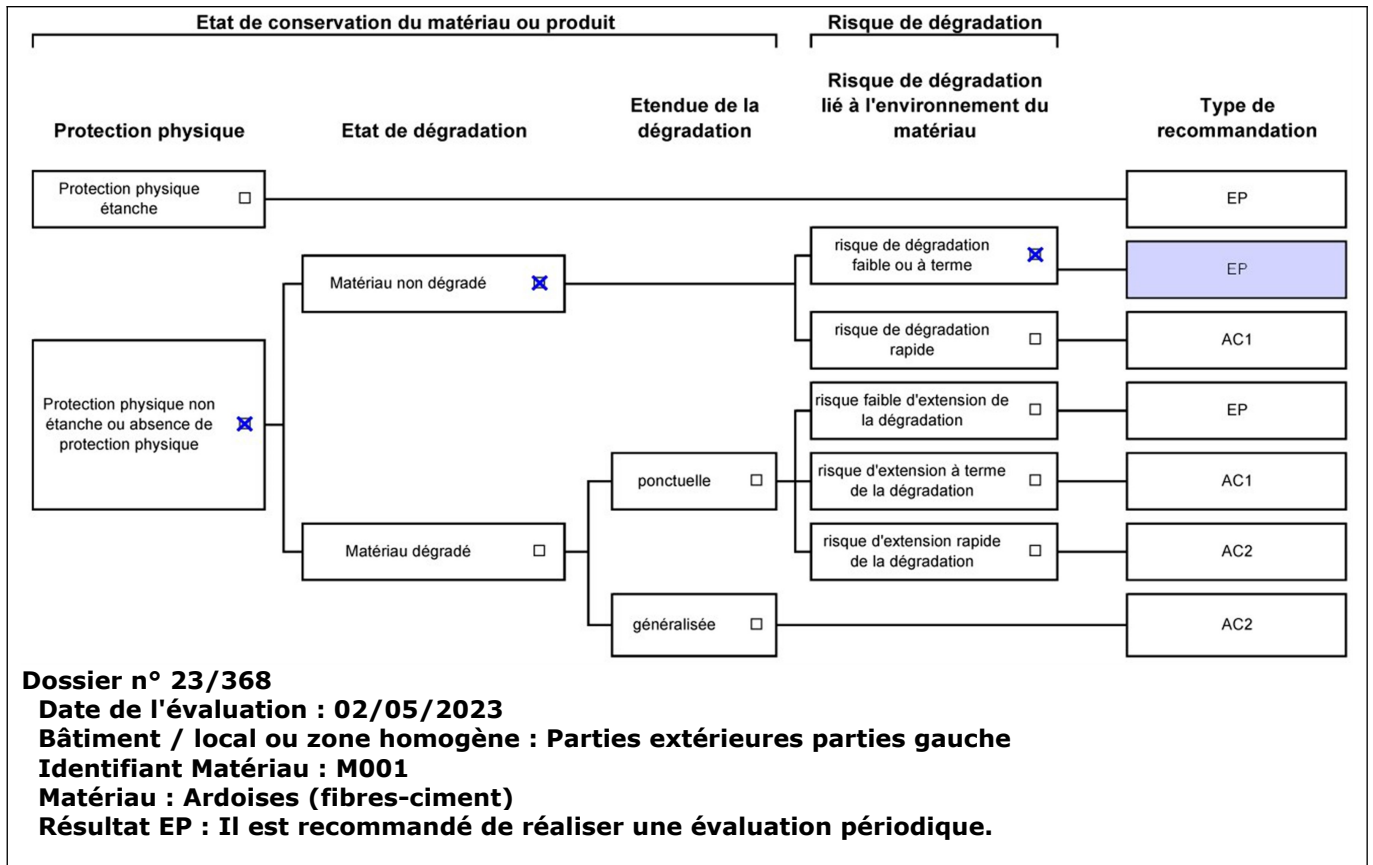 Etat de conservation du matériau ou produit
Risque de dégradation
Protection physique
Etat de dégradation
Etendue de la
dégradation
Risque de dégradation
lié à l'environnement du
matériau
Type de
recommandation
Protection physique
étanche
EP
risque de dégradation
faible ou à terme
EP
Matériau non dégradé
risque de dégradation
rapide
AC1
Protection physique non
étanche ou absence de
protection physique
risque faible d'extension de
la dégradation
EP
ponctuelle
risque d'extension à terme
de la dégradation
AC1
Matériau dégradé
risque d'extension rapide
de la dégradation
AC2
généralisée
AC2
Dossier n° 23/368
Date de l'évaluation : 02/05/2023
Bâtiment / local ou zone homogène : Parties extérieures parties gauche
Identifiant Matériau : M001
Matériau : Ardoises (fibres-ciment)
Résultat EP : Il est recommandé de réaliser une évaluation périodique.